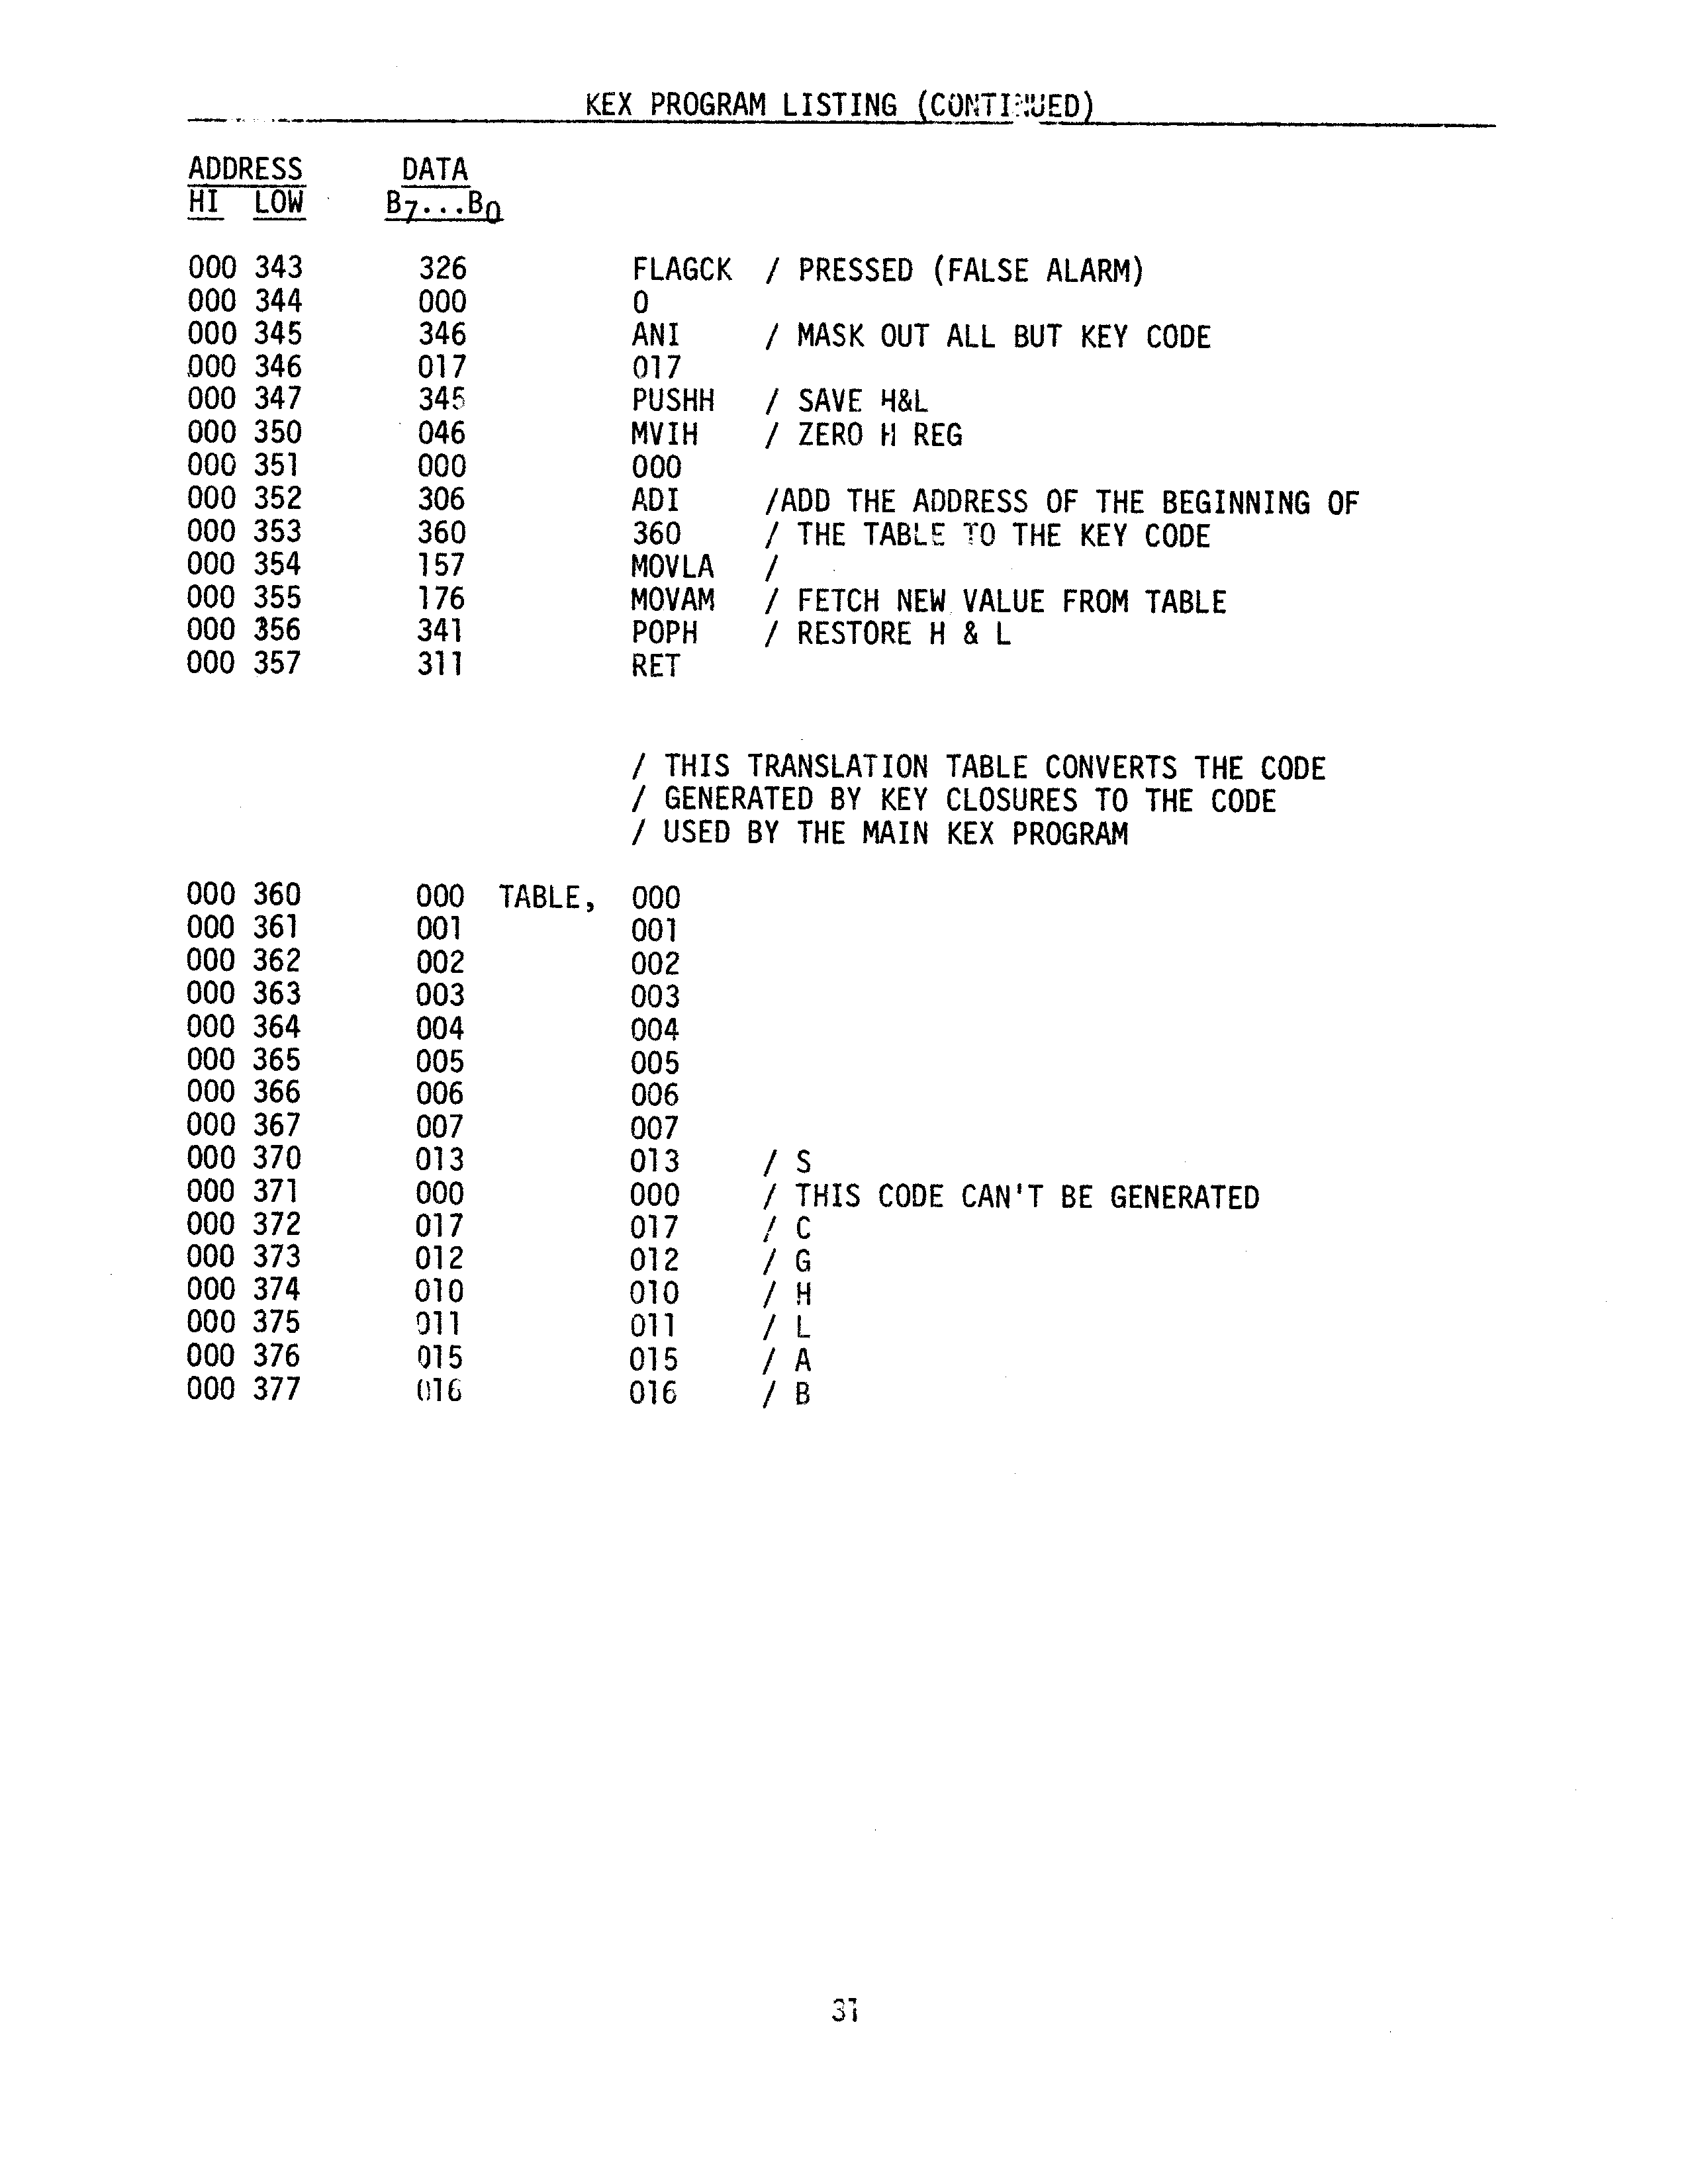 KEX PROGRAM LISTING (CONTINUED)
ADDRESS DATA
HI LOW B7...B0
000 343 326 FLAGCK / PRESSED (FALSE ALARM)
000 344 000 0
000 345 346 ANI / MASK OUT ALL BUT KEY CODE
000 346 017 017
000 347 345 PUSHH / SAVE H&L
000 350 046 MVIH / ZERO H REG
000 351 000 000
000 352 306 ADI /ADD THE ADDRESS OF THE BEGINNING OF
000 353 360 360 / THE TABLE TO THE KEY CODE
000 354 157 MOVLA /
000 355 176 MOVAM / FETCH NEW VALUE FROM TABLE
000 356 341 POPH / RESTORE H & L
000 357 311 RET
/ THIS TRANSLATION TABLE CONVERTS THE CODE
/ GENERATED BY KEY CLOSURES TO THE CODE
/ USED BY THE MAIN KEX PROGRAM
000 360 000 TABLE, 000
000 361 001 001
000 362 002 002
000 363 003 003
000 364 004 004
000 365 005 005
000 366 006 006
000 367 007 007
000 370 013 013 / S
000 371 000 000 / THIS CODE CAN'T BE GENERATED
000 372 017 017 / C
000 373 012 012 / G
000 374 010 010 / H
000 375 011 011 / L
000 376 015 015 / A
000 377 016 016 / B
31